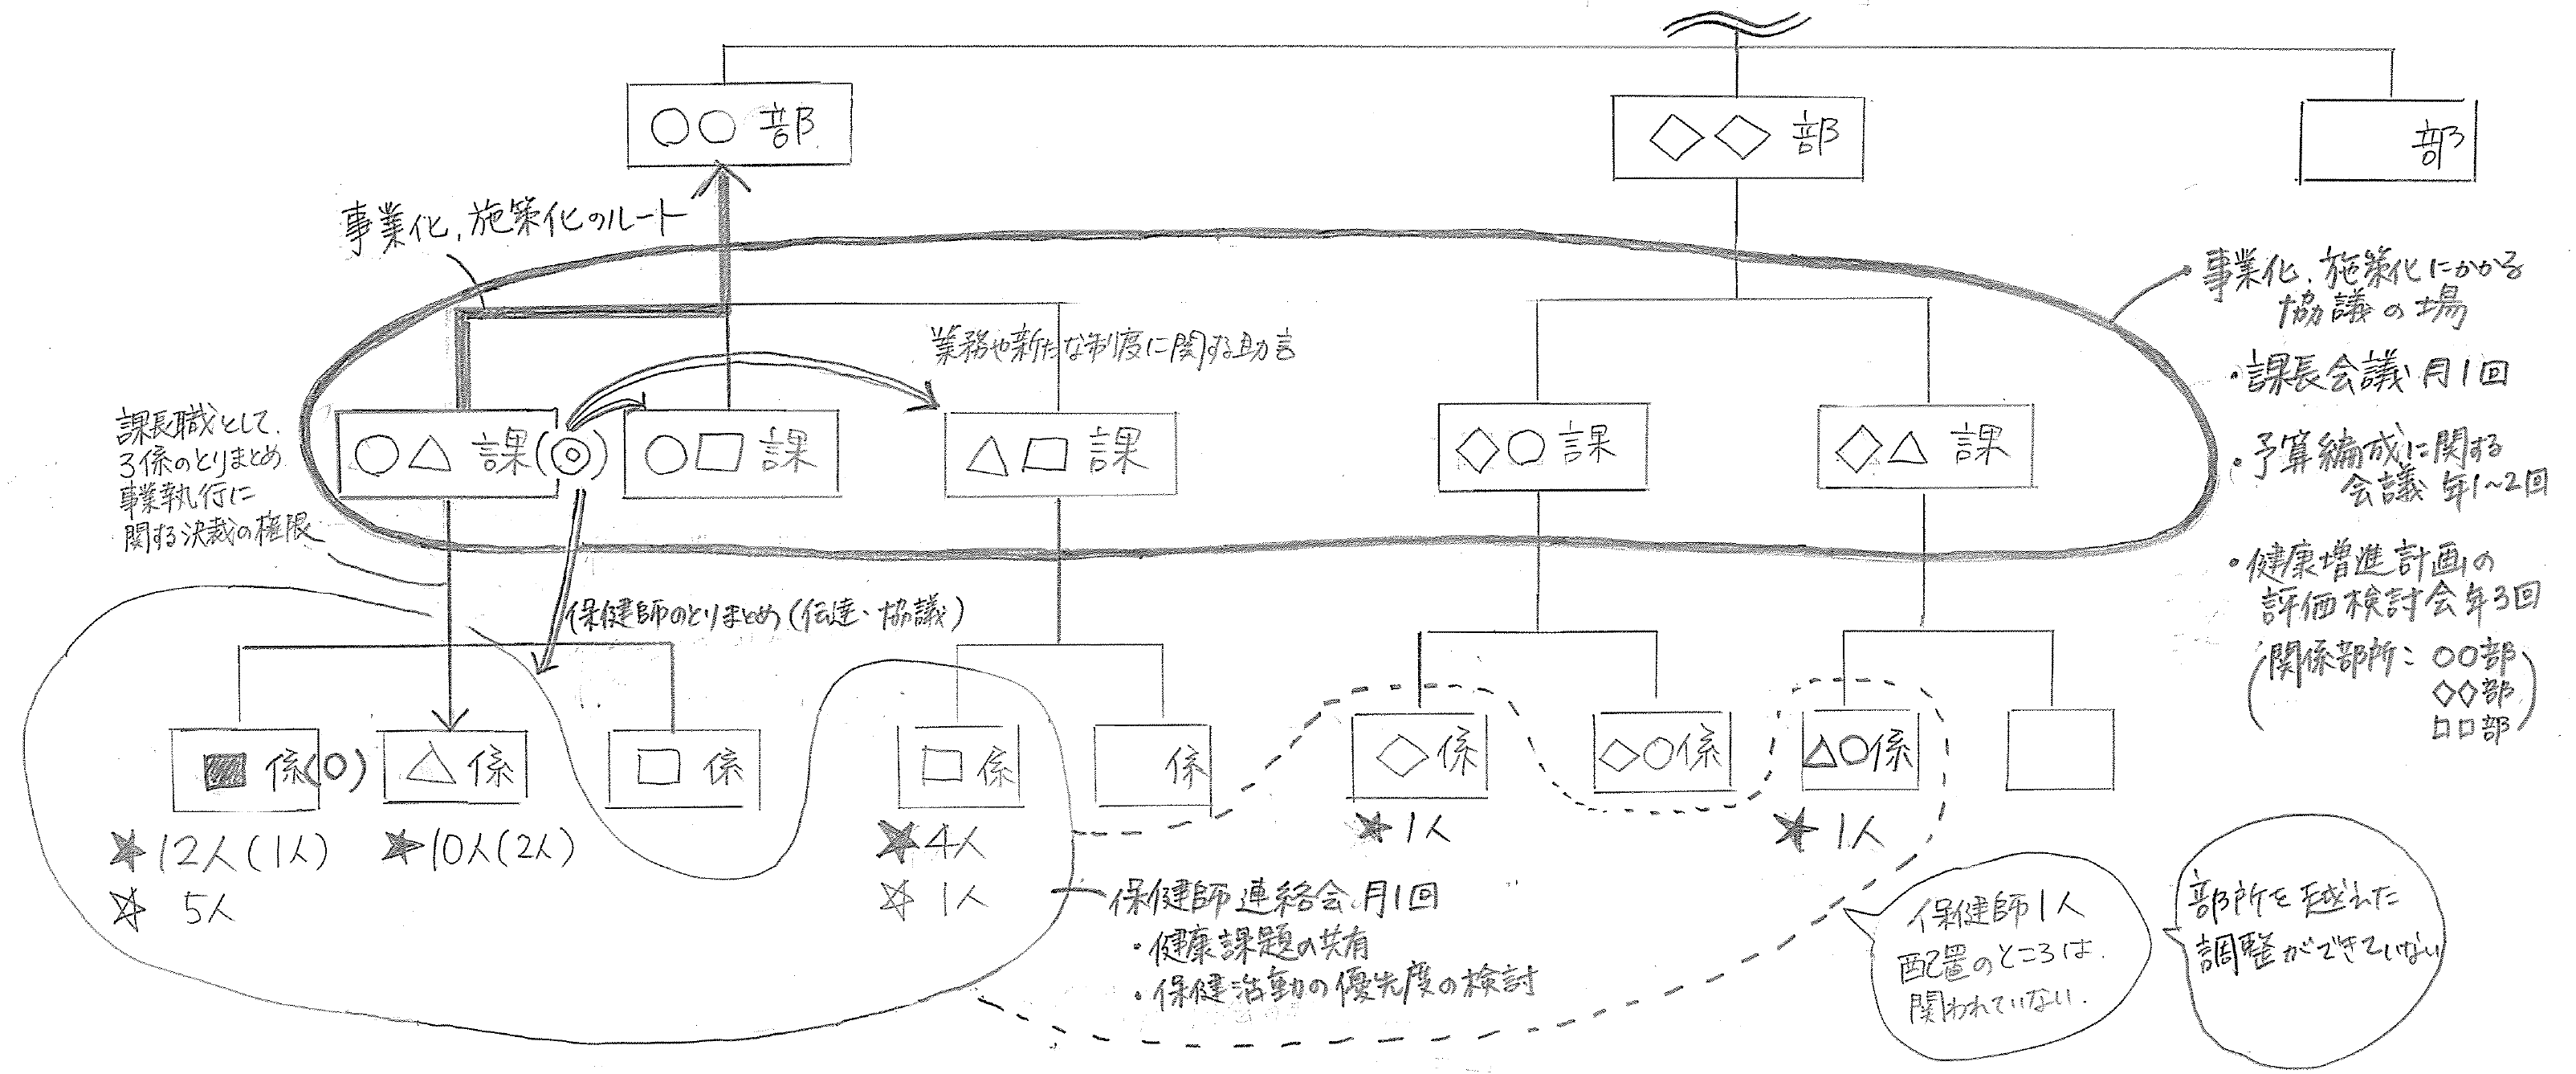 ○○部
◇◇部
部
事業化,施策化のルート
事業化,施策化にかかる
協議の場
・課長会議 月1回
・予算編成に関する
会議 年1~2回
・健康増進計画の
評価検討会年3回
(関係部所:○○部
◇◇部
□□部)
業務や新たな制度に関する助言
課長職として
3係のとりまとめ
事業執行に
関する決裁の権限
○△ 課(◎)
○□ 課
△□ 課
◇○課
◇△ 課
保健師のとりまとめ(伝達・協議)
■ 係(○)
△係
□ 係
□係
係
◇係
◇○係
△○係
★12人(1人)
☆ 5人
★10人(2人)
★4人
☆ 1人
★1人
★ 1人
保健師連絡会 月1回
・健康課題の共有
・保健活動の優先度の検討
保健師1人
配置のところは
関われていない.
部所を越えた
調整ができていない